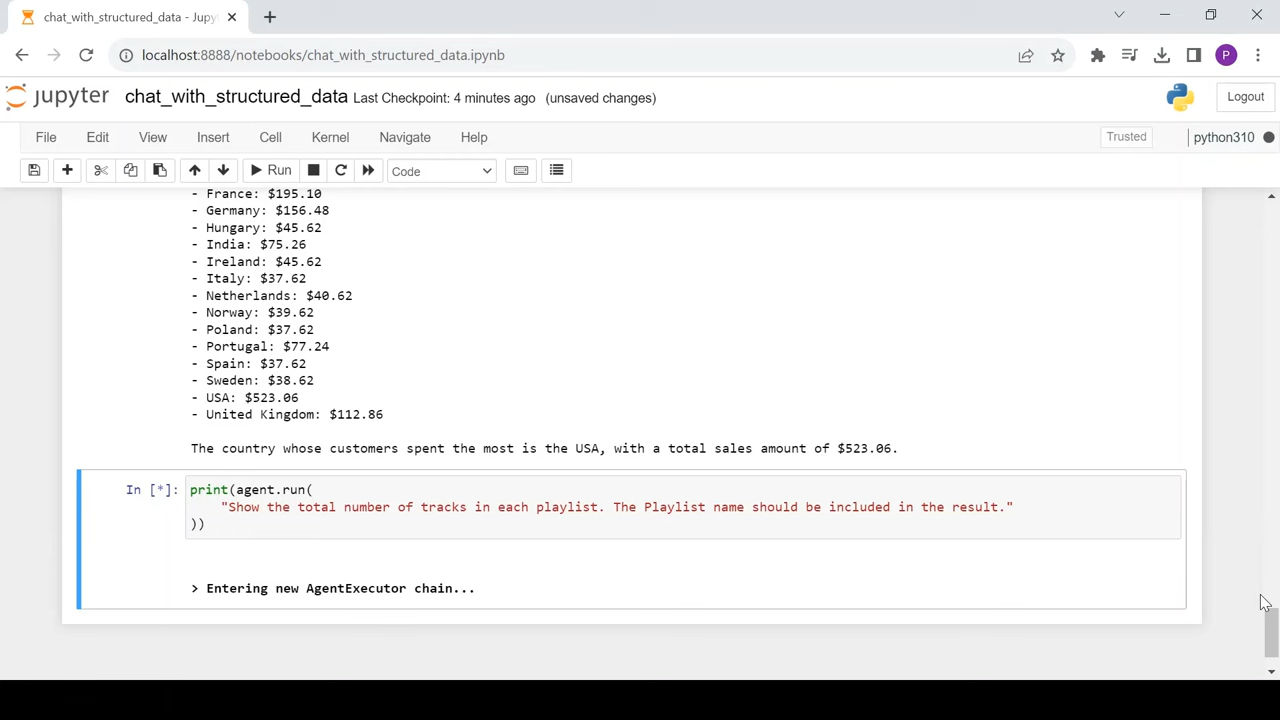 chat_with_structured_data - Jupy
localhost:8888/notebooks/chat_with_structured_data.ipynb
P
jupyter chat_with_structured_data Last Checkpoint: 4 minutes ago (unsaved changes)
Logout
File Edit View Insert Cell Kernel Navigate Help
Trusted python310
Run Code
- France: $195.10
- Germany: $156.48
- Hungary: $45.62
- India: $75.26
- Ireland: $45.62
- Italy: $37.62
- Netherlands: $40.62
- Norway: $39.62
- Poland: $37.62
- Portugal: $77.24
- Spain: $37.62
- Sweden: $38.62
- USA: $523.06
- United Kingdom: $112.86
The country whose customers spent the most is the USA, with a total sales amount of $523.06.
In [*]: print(agent.run(
"Show the total number of tracks in each playlist. The Playlist name should be included in the result."
))
> Entering new AgentExecutor chain...